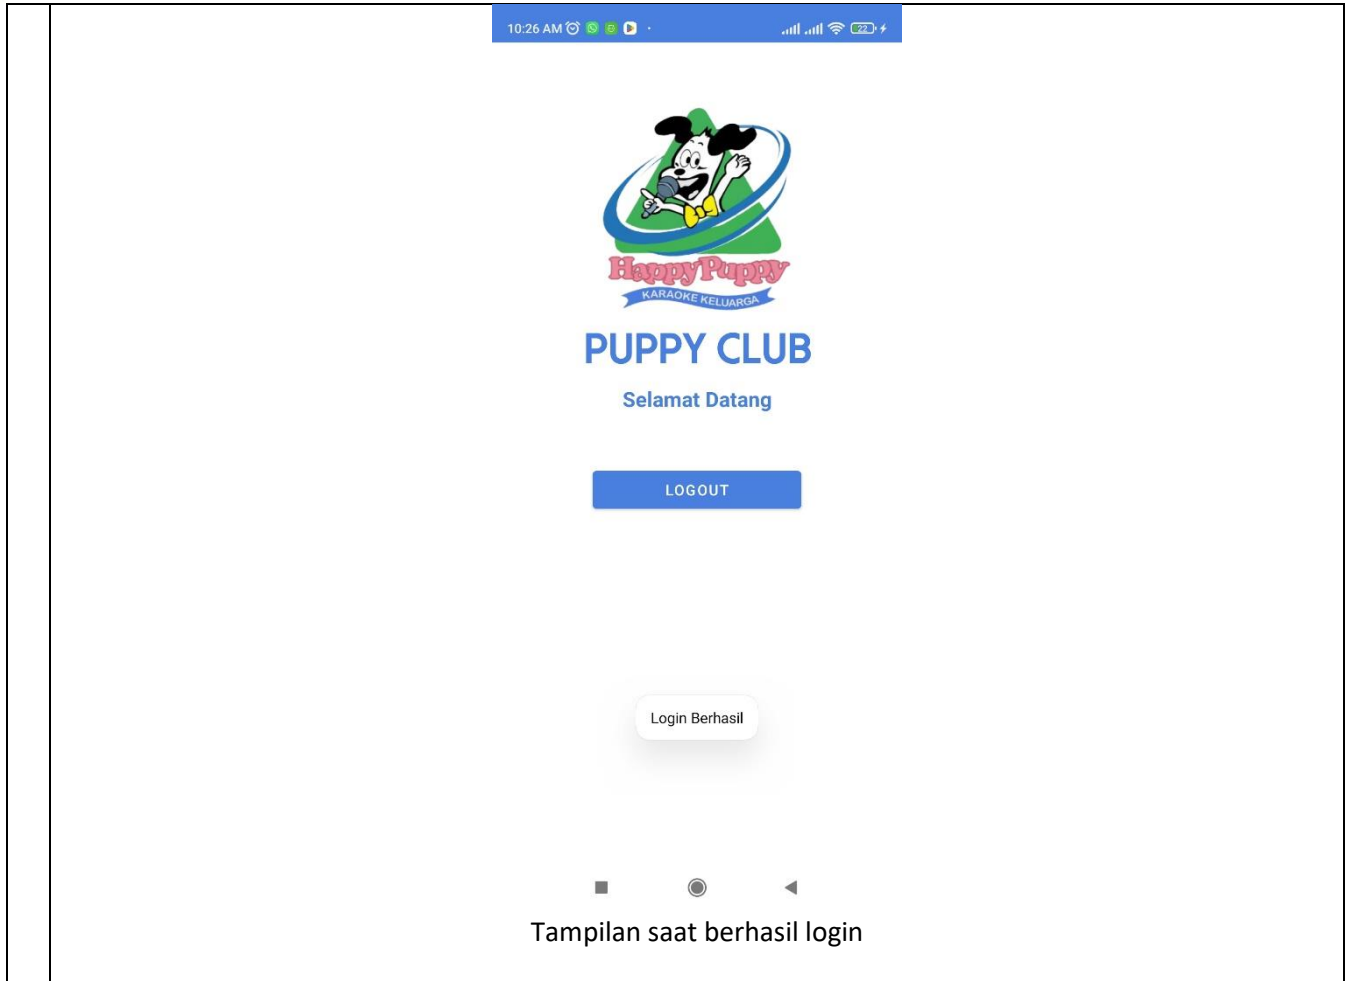 10:26 AM
22
HappyPuppy
KARAOKE KELUARGA
PUPPY CLUB
Selamat Datang
LOGOUT
Login Berhasil
Tampilan saat berhasil login